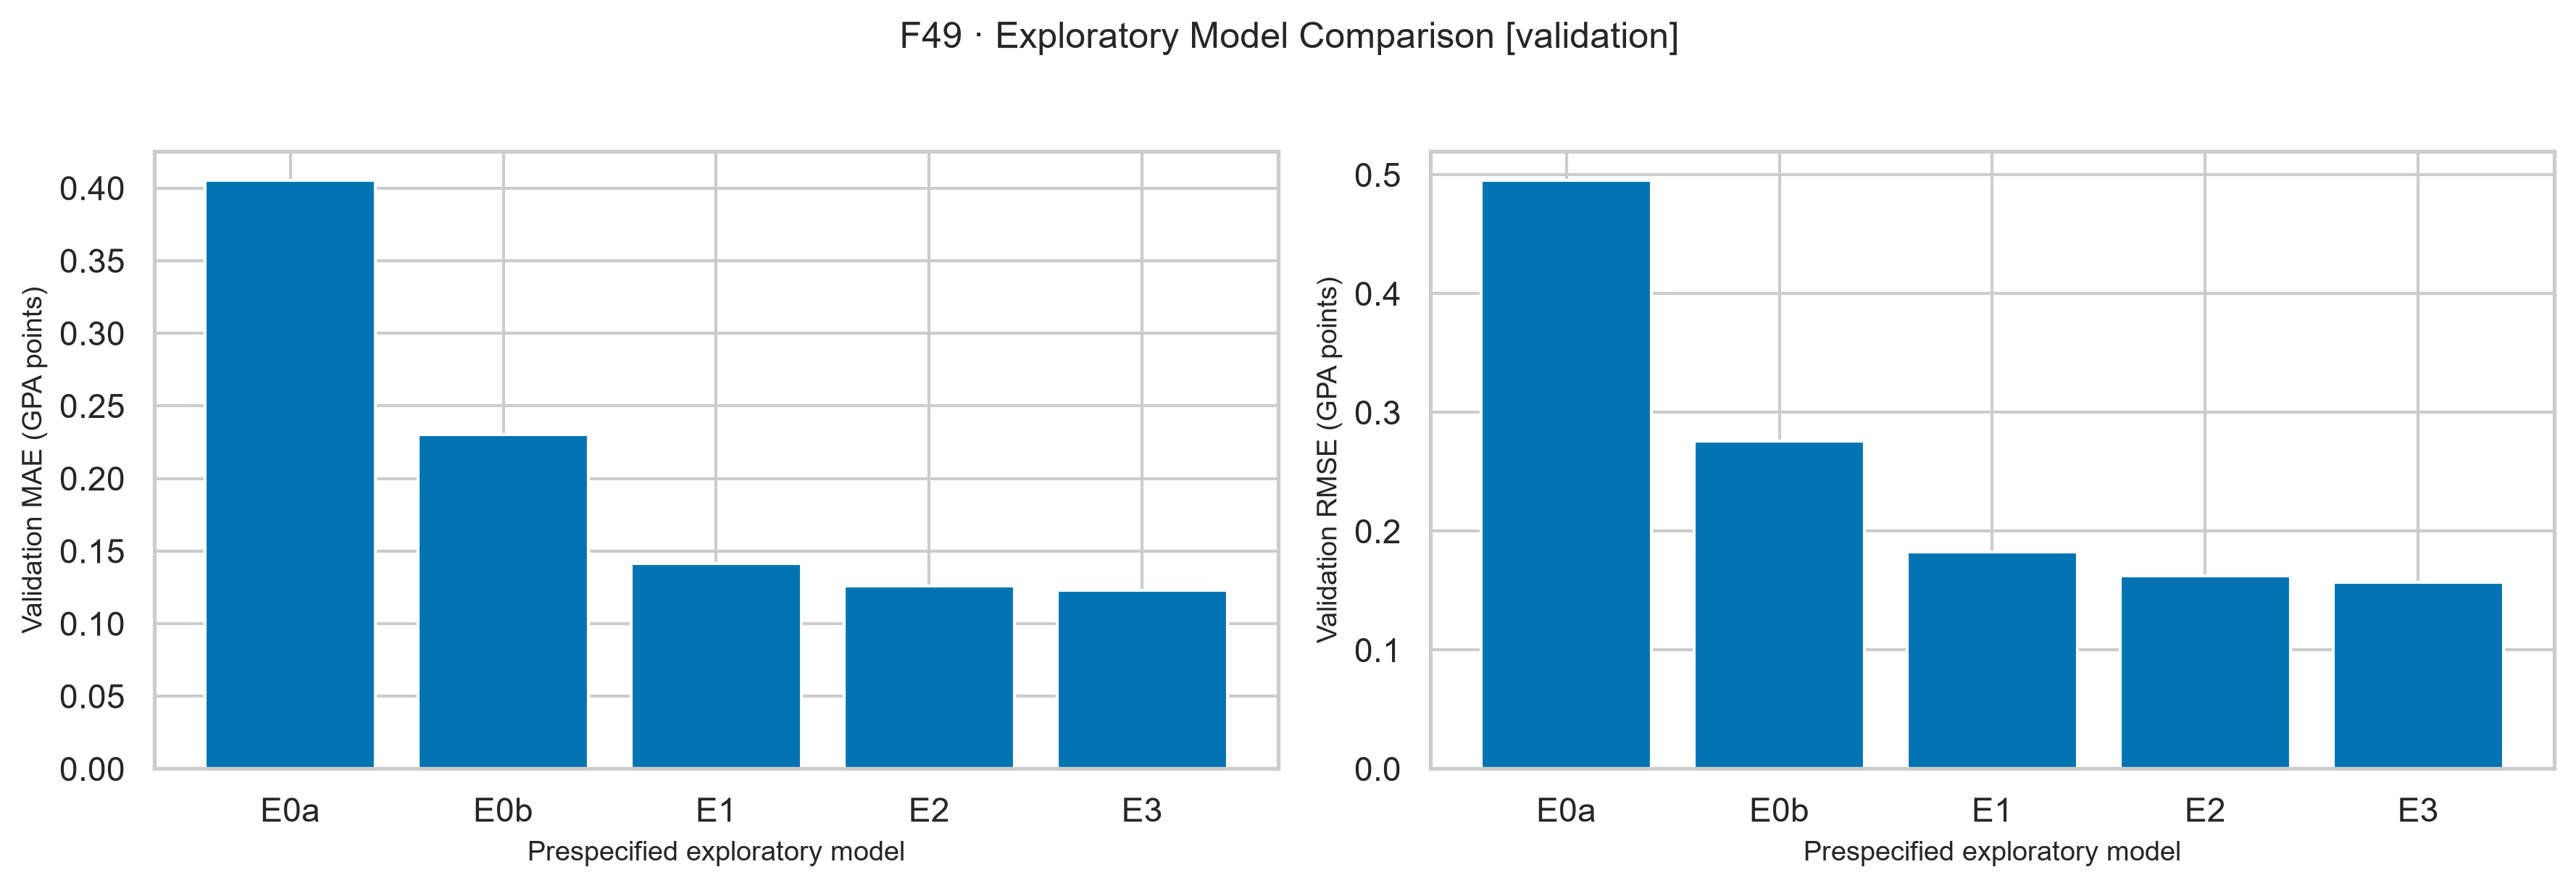 F49 · Exploratory Model Comparison [validation]
Validation MAE (GPA points)
0.40
0.35
0.30
0.25
0.20
0.15
0.10
0.05
0.00
E0a E0b E1 E2 E3
Prespecified exploratory model
Validation RMSE (GPA points)
0.5
0.4
0.3
0.2
0.1
0.0
E0a E0b E1 E2 E3
Prespecified exploratory model